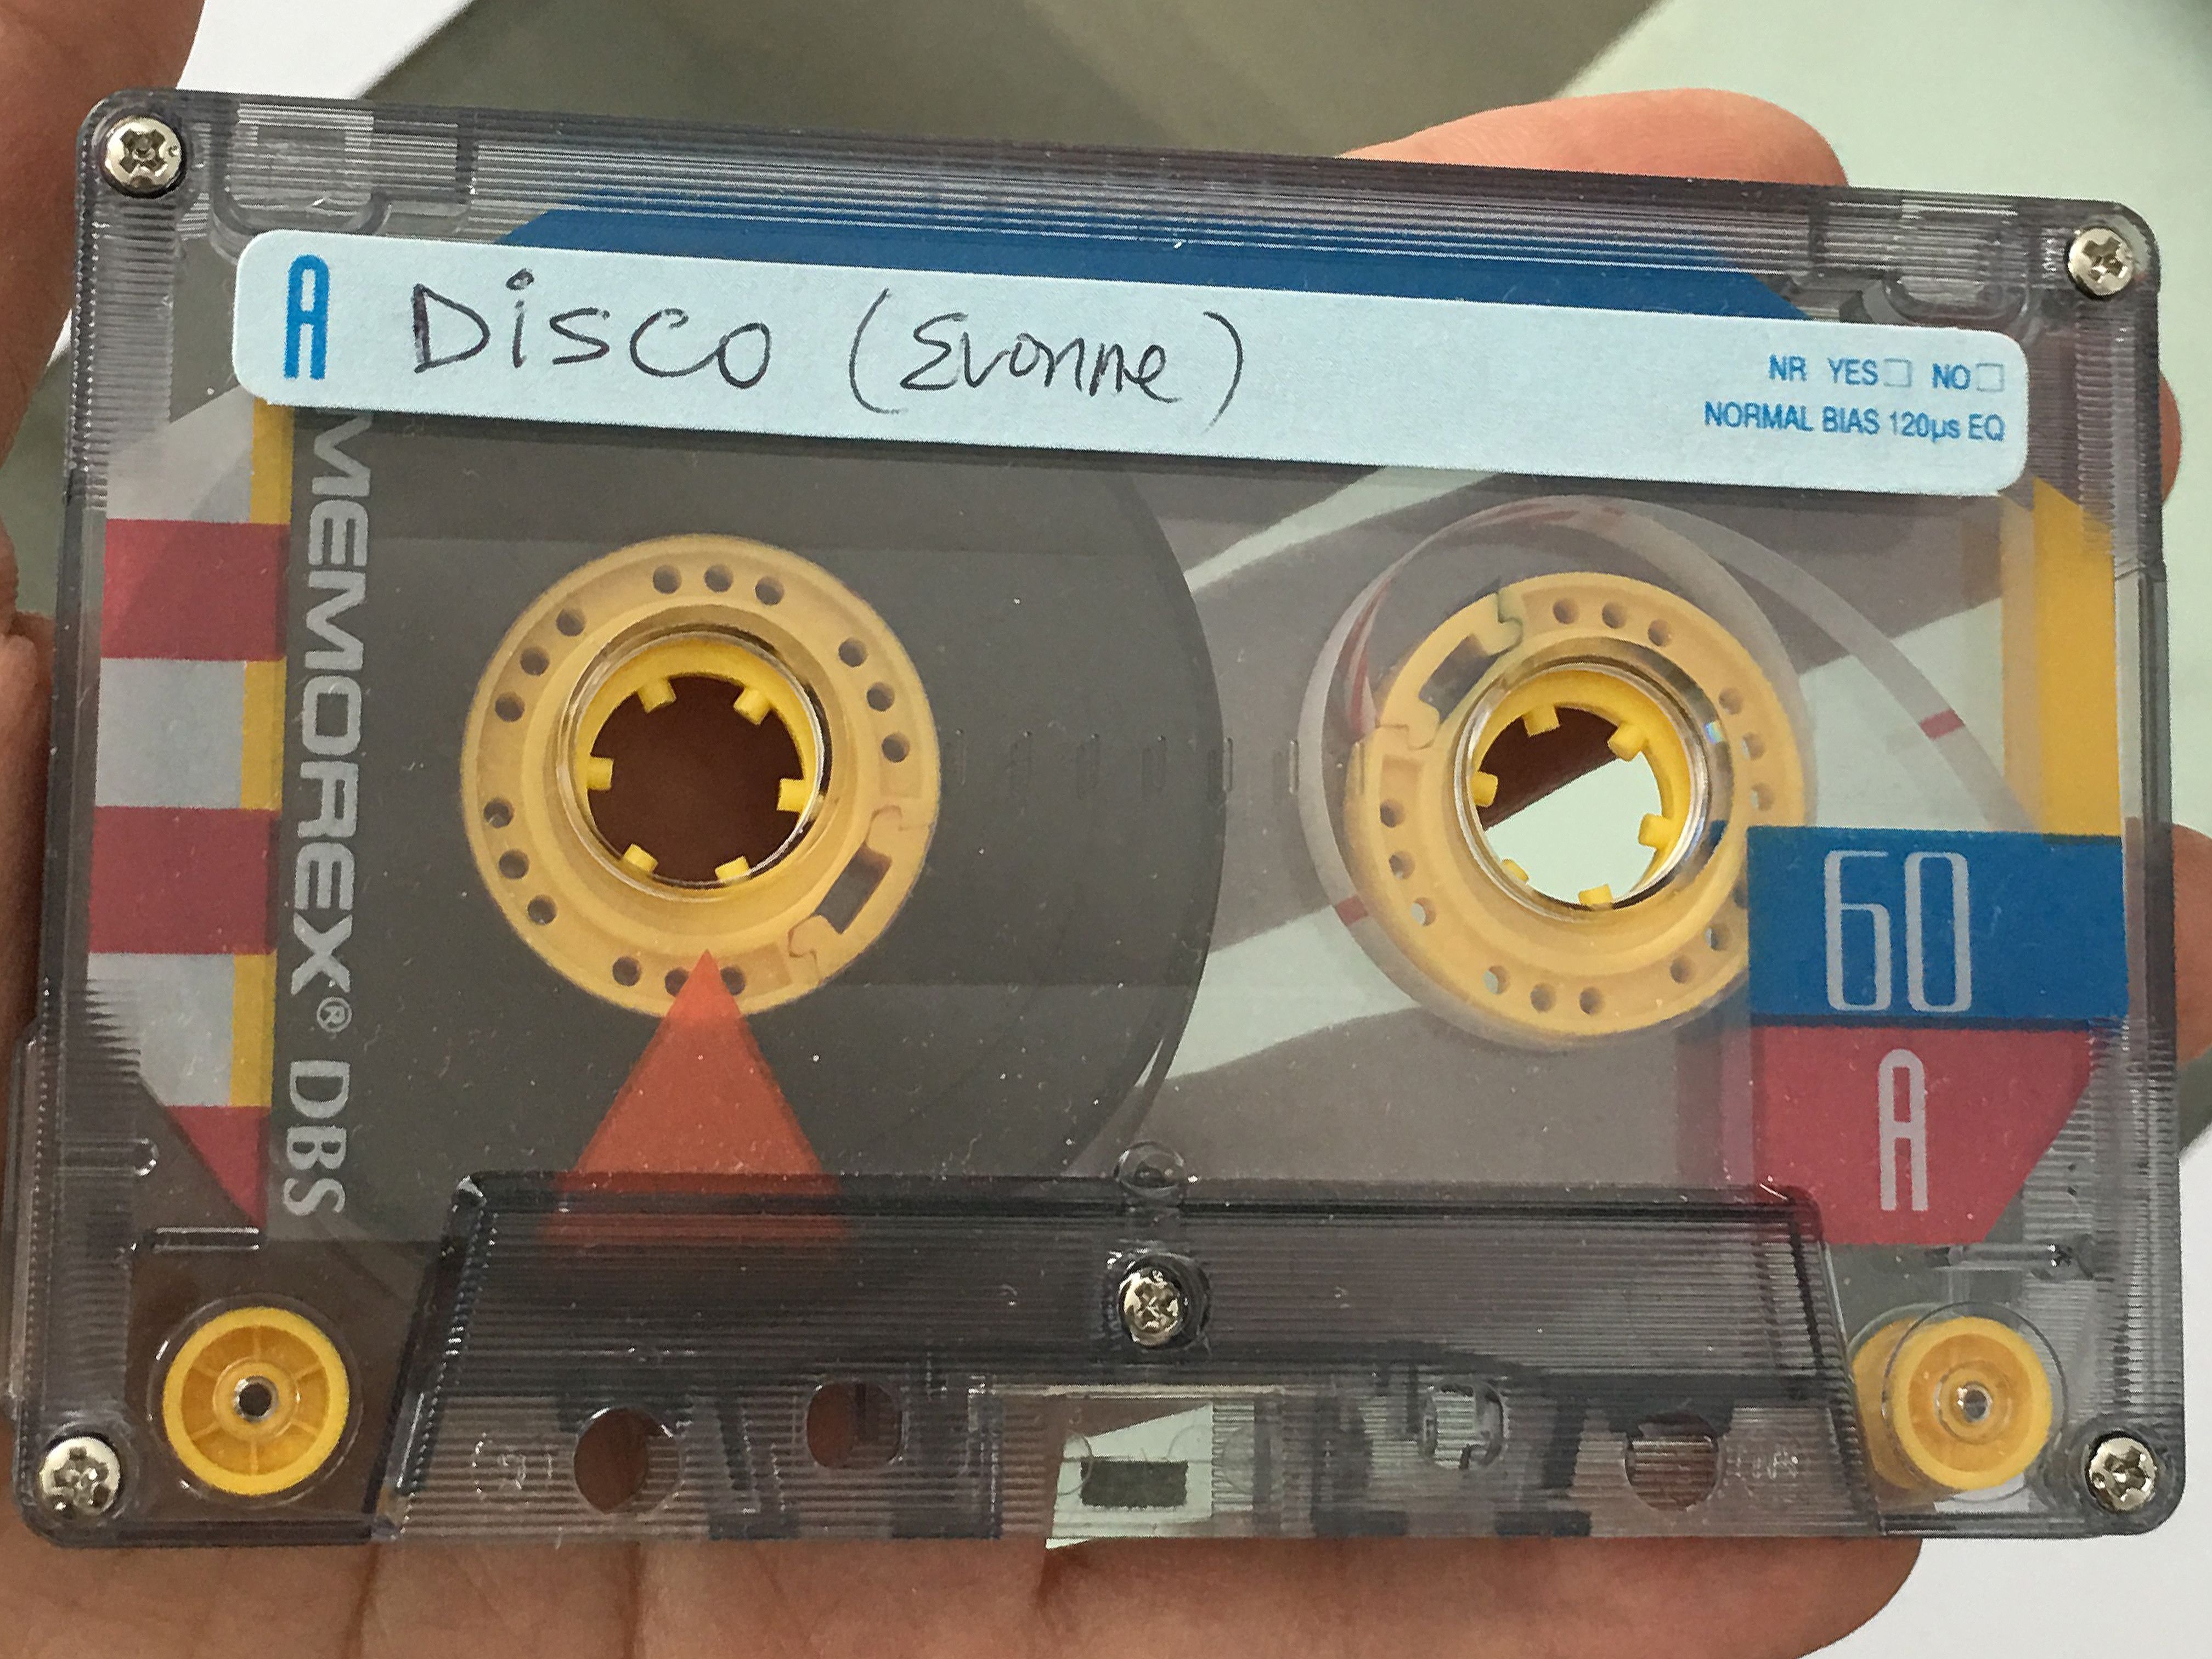 A DiSCO (Evonne)
NR YES NO
NORMAL BIAS 120µs EQ
MEMOREX® DBS
60
A